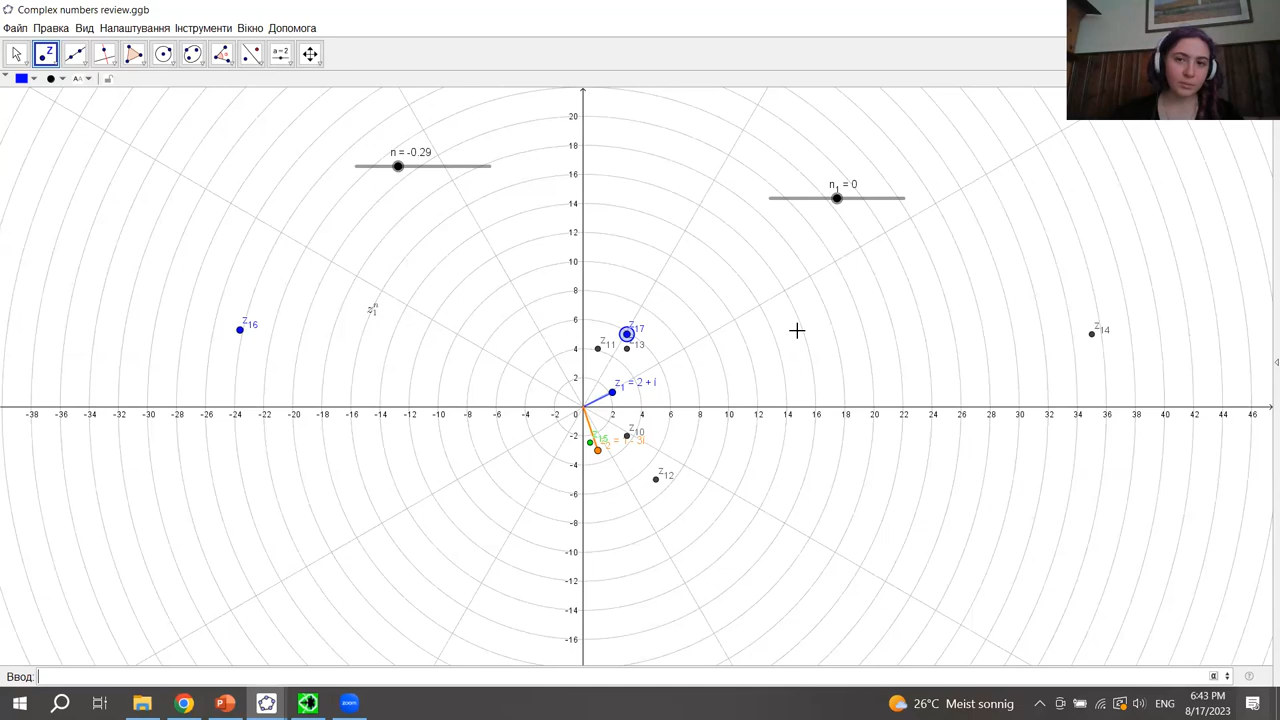 Complex numbers review.ggb
Файл Правка Вид Налаштування Інструменти Вікно Допомога
a=2
AA
20
n = -0.29
18
n₁ = 0
16
14
12
10
8
z₁ⁿ
z₁₆
6
z₁₇
z₁₄
4
z₁₁
z₁₃
2
z₁ = 2 + i
-38 -36 -34 -32 -30 -28 -26 -24 -22 -20 -18 -16 -14 -12 -10 -8 -6 -4 -2 0 2 4 6 8 10 12 14 16 18 20 22 24 26 28 30 32 34 36 38 40 42 44 46
-2
z₁₅
z₁₀
-4
z₁₂
-6
-8
-10
-12
-14
-16
Ввод:
α
26°C Meist sonnig
ENG
6:43 PM
8/17/2023
zoom